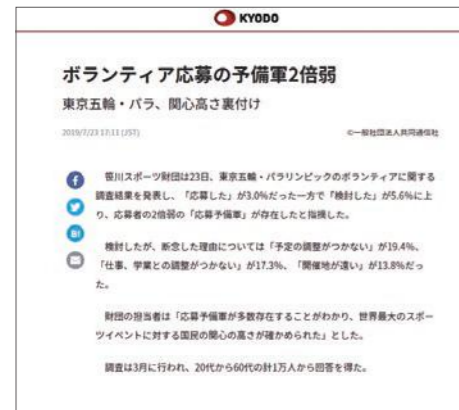 KYODO
ボランティア応募の予備軍2倍弱
東京五輪・パラ、関心高さ裏付け
2019/7/23 17:11 (JST)
©一般社団法人共同通信社
笹川スポーツ財団は23日、東京五輪・パラリンピックのボランティアに関する
調査結果を発表し、「応募した」が3.0%だった一方で「検討した」が5.6%に上
り、応募者の2倍弱の「応募予備軍」が存在したと指摘した。
検討したが、断念した理由については「予定の調整がつかない」が19.4%、
「仕事、学業との調整がつかない」が17.3%、「開催地が遠い」が13.8%だっ
た。
財団の担当者は「応募予備軍が多数存在することがわかり、世界最大のスポー
ツイベントに対する国民の関心の高さが確かめられた」とした。
調査は3月に行われ、20代から60代の計1万人から回答を得た。
B!